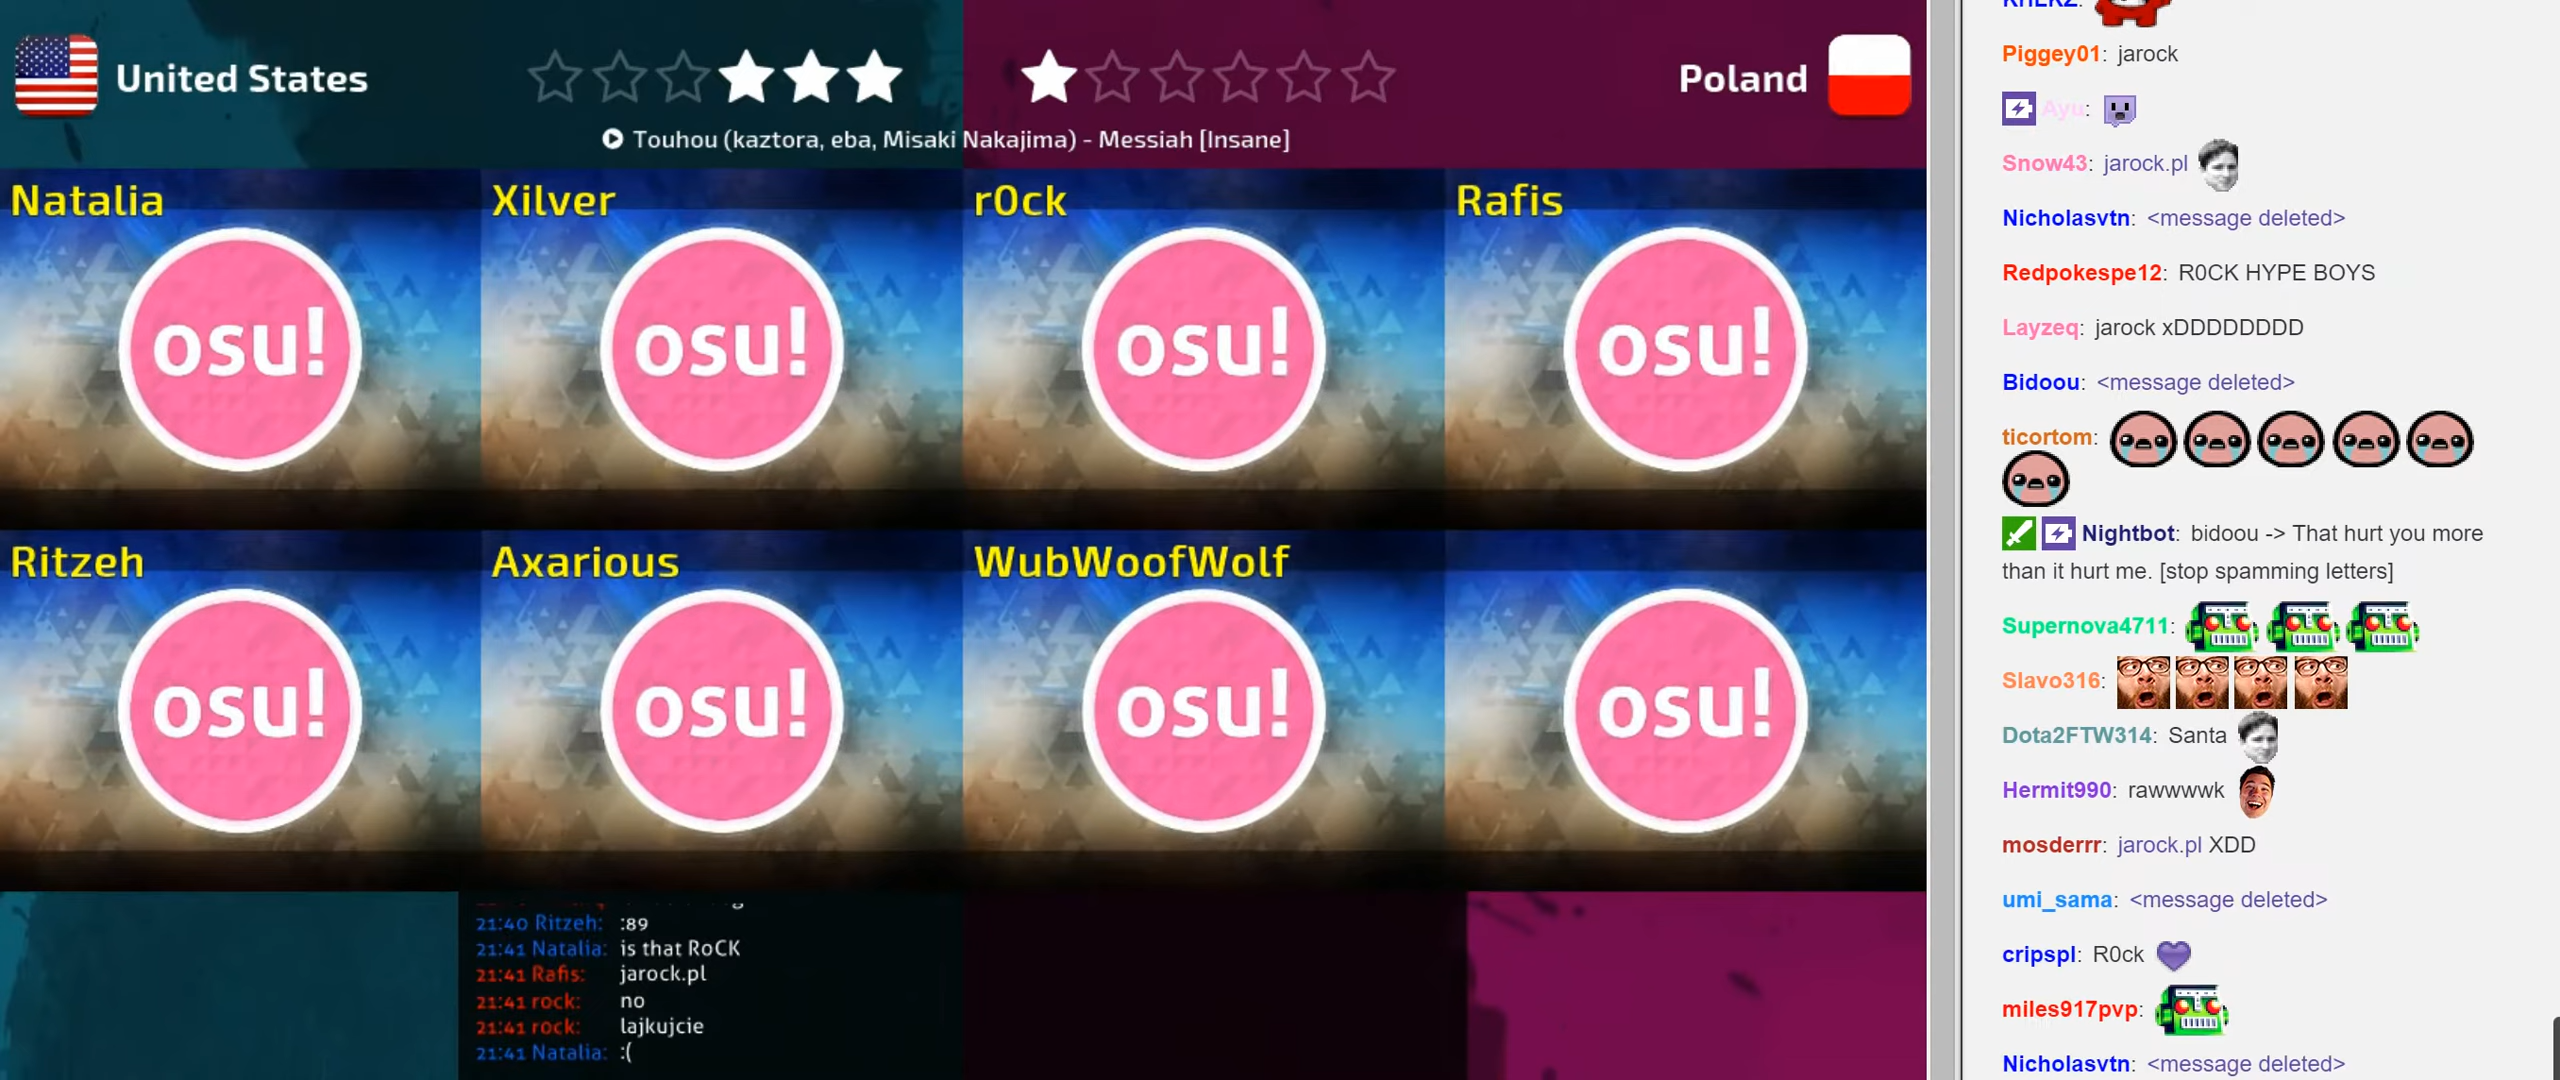 United States
Poland
Touhou (kaztora, eba, Misaki Nakajima) - Messiah [Insane]
Natalia
Xilver
r0ck
Rafis
osu!
osu!
osu!
osu!
Ritzeh
Axarious
WubWoofWolf
osu!
osu!
osu!
osu!
21:40 Ritzeh: :89
21:41 Natalia: is that RoCK
21:41 Rafis: jarock.pl
21:41 rock: no
21:41 rock: lajkujcie
21:41 Natalia: :(
Piggey01: jarock
Ayu:
Snow43: jarock.pl
Nicholasvtn: <message deleted>
Redpokespe12: R0CK HYPE BOYS
Layzeq: jarock xDDDDDDDD
Bidoou: <message deleted>
ticortom:
Nightbot: bidoou -> That hurt you more
than it hurt me. [stop spamming letters]
Supernova4711:
Slavo316:
Dota2FTW314: Santa
Hermit990: rawwwwk
mosderrr: jarock.pl XDD
umi_sama: <message deleted>
cripspl: R0ck
miles917pvp:
Nicholasvtn: <message deleted>